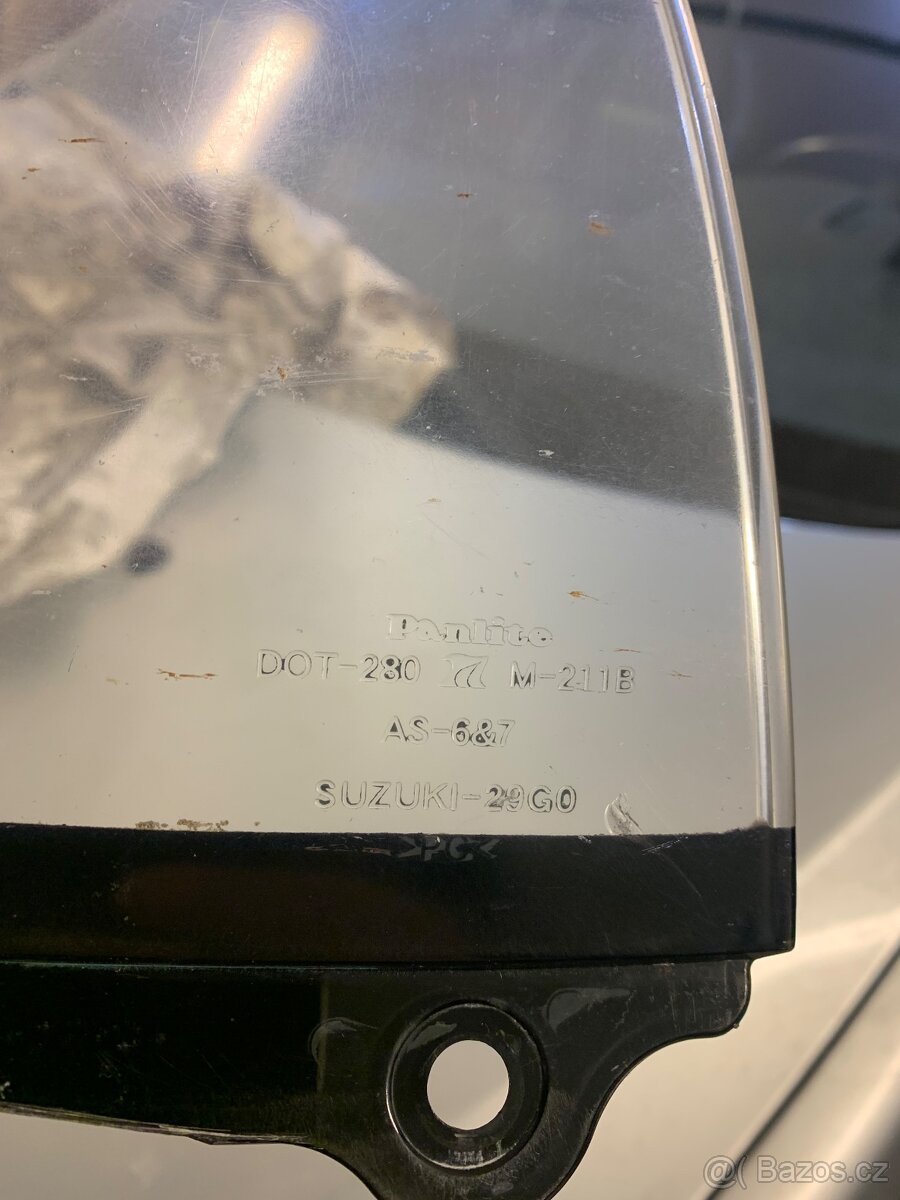 Panlite
DOT-280 M-211B
AS-6&7
SUZUKI-29G0
>PC<
@( Bazos.cz